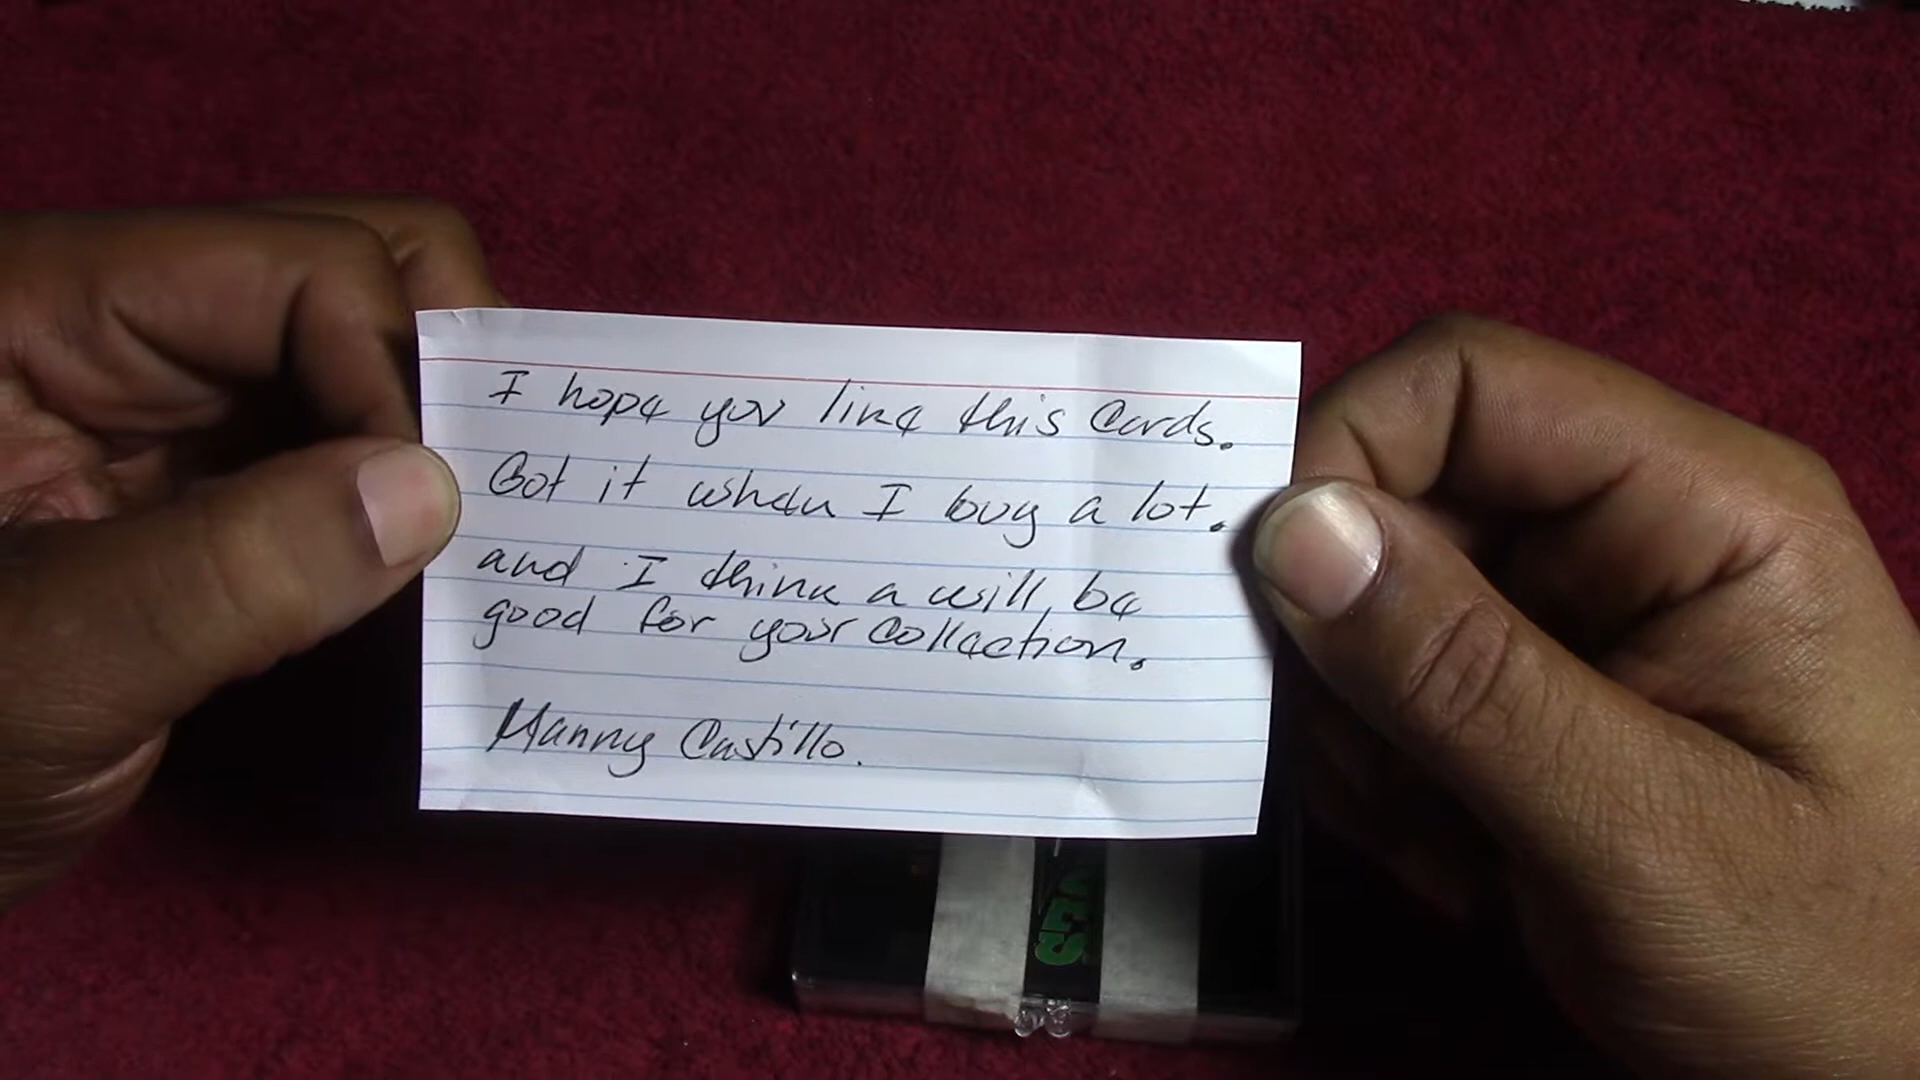 I hope you like this Cards.
Got it when I buy a lot.
and I think a will be
good for your Collection.
Manny Castillo.